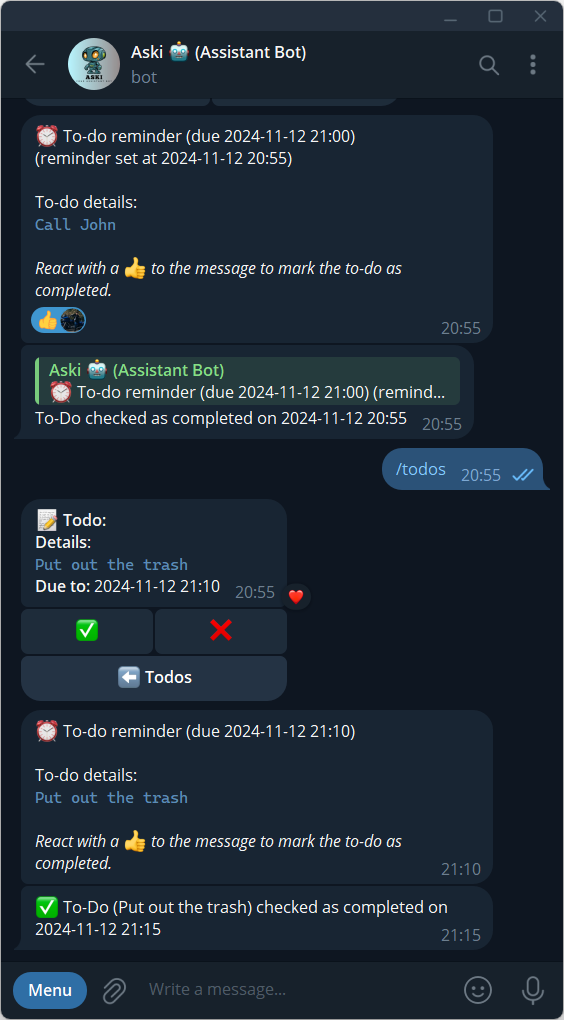 Aski 🤖 (Assistant Bot)
bot
ASKI
⏰ To-do reminder (due 2024-11-12 21:00)
(reminder set at 2024-11-12 20:55)
To-do details:
Call John
React with a 👍 to the message to mark the to-do as
completed.
👍
20:55
Aski 🤖 (Assistant Bot)
⏰ To-do reminder (due 2024-11-12 21:00) (remind...
To-Do checked as completed on 2024-11-12 20:55 20:55
/todos 20:55
📝 Todo:
Details:
Put out the trash
Due to: 2024-11-12 21:10 20:55
❤️
✅ ❌
⬅️ Todos
⏰ To-do reminder (due 2024-11-12 21:10)
To-do details:
Put out the trash
React with a 👍 to the message to mark the to-do as
completed.
21:10
✅ To-Do (Put out the trash) checked as completed on
2024-11-12 21:15
21:15
Menu Write a message...